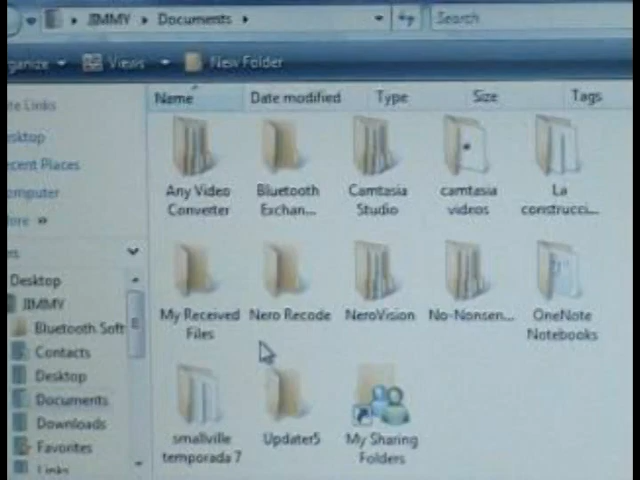 JIMMY ▸ Documents ▸ Search
Views New Folder
Name Date modified Type Size Tags
Links
Places
Any Video Converter
Bluetooth Exchan...
Camtasia Studio
camtasia videos
La construcci...
My Received Files
Nero Recode
NeroVision
No-Nonsen...
OneNote Notebooks
smallville temporada 7
Updater5
My Sharing Folders
Desktop
JIMMY
Bluetooth Soft
Contacts
Desktop
Documents
Downloads
Favorites
Links